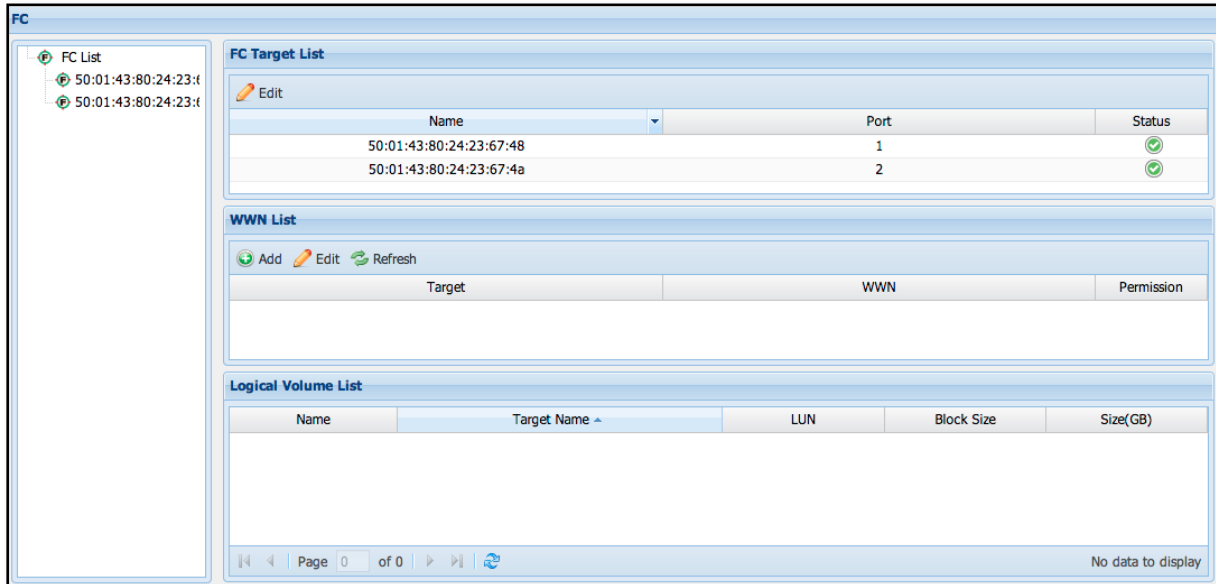 FC
FC List
50:01:43:80:24:23:6
50:01:43:80:24:23:6
FC Target List
Edit
Name Port Status
50:01:43:80:24:23:67:48 1
50:01:43:80:24:23:67:4a 2
WWN List
Add Edit Refresh
Target WWN Permission
Logical Volume List
Name Target Name LUN Block Size Size(GB)
Page 0 of 0 No data to display